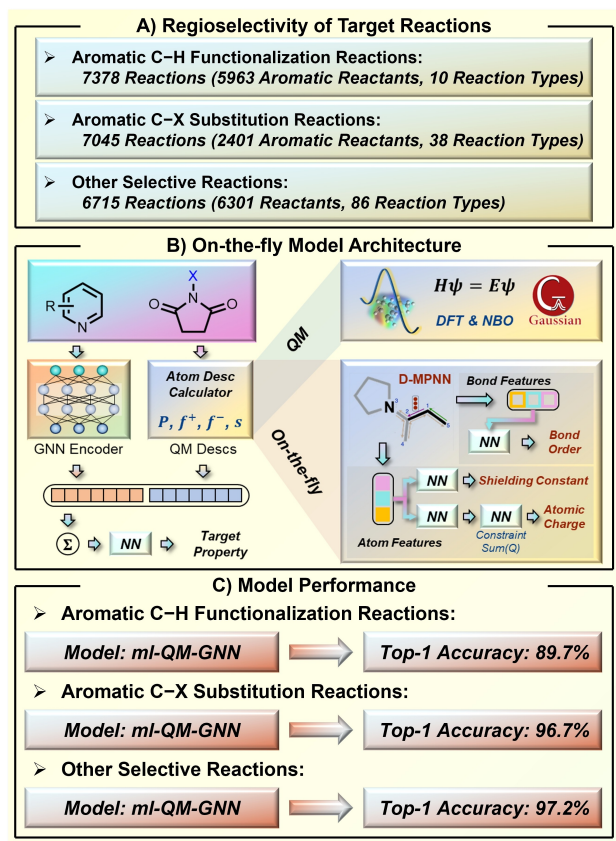 A) Regioselectivity of Target Reactions
➢ Aromatic C−H Functionalization Reactions:
7378 Reactions (5963 Aromatic Reactants, 10 Reaction Types)
➢ Aromatic C−X Substitution Reactions:
7045 Reactions (2401 Aromatic Reactants, 38 Reaction Types)
➢ Other Selective Reactions:
6715 Reactions (6301 Reactants, 86 Reaction Types)
B) On-the-fly Model Architecture
R
N
X
N
O
O
QM
Hψ = Eψ
DFT & NBO
Gaussian
GNN Encoder
Atom Desc
Calculator
P, f⁺, f⁻, s
QM Descs
On-the-fly
D-MPNN
N
Bond Features
NN
Bond
Order
NN
Shielding Constant
NN
NN
Atomic
Charge
Atom Features
Constraint
Sum(Q)
Σ
NN
Target
Property
C) Model Performance
➢ Aromatic C−H Functionalization Reactions:
Model: ml-QM-GNN
Top-1 Accuracy: 89.7%
➢ Aromatic C−X Substitution Reactions:
Model: ml-QM-GNN
Top-1 Accuracy: 96.7%
➢ Other Selective Reactions:
Model: ml-QM-GNN
Top-1 Accuracy: 97.2%